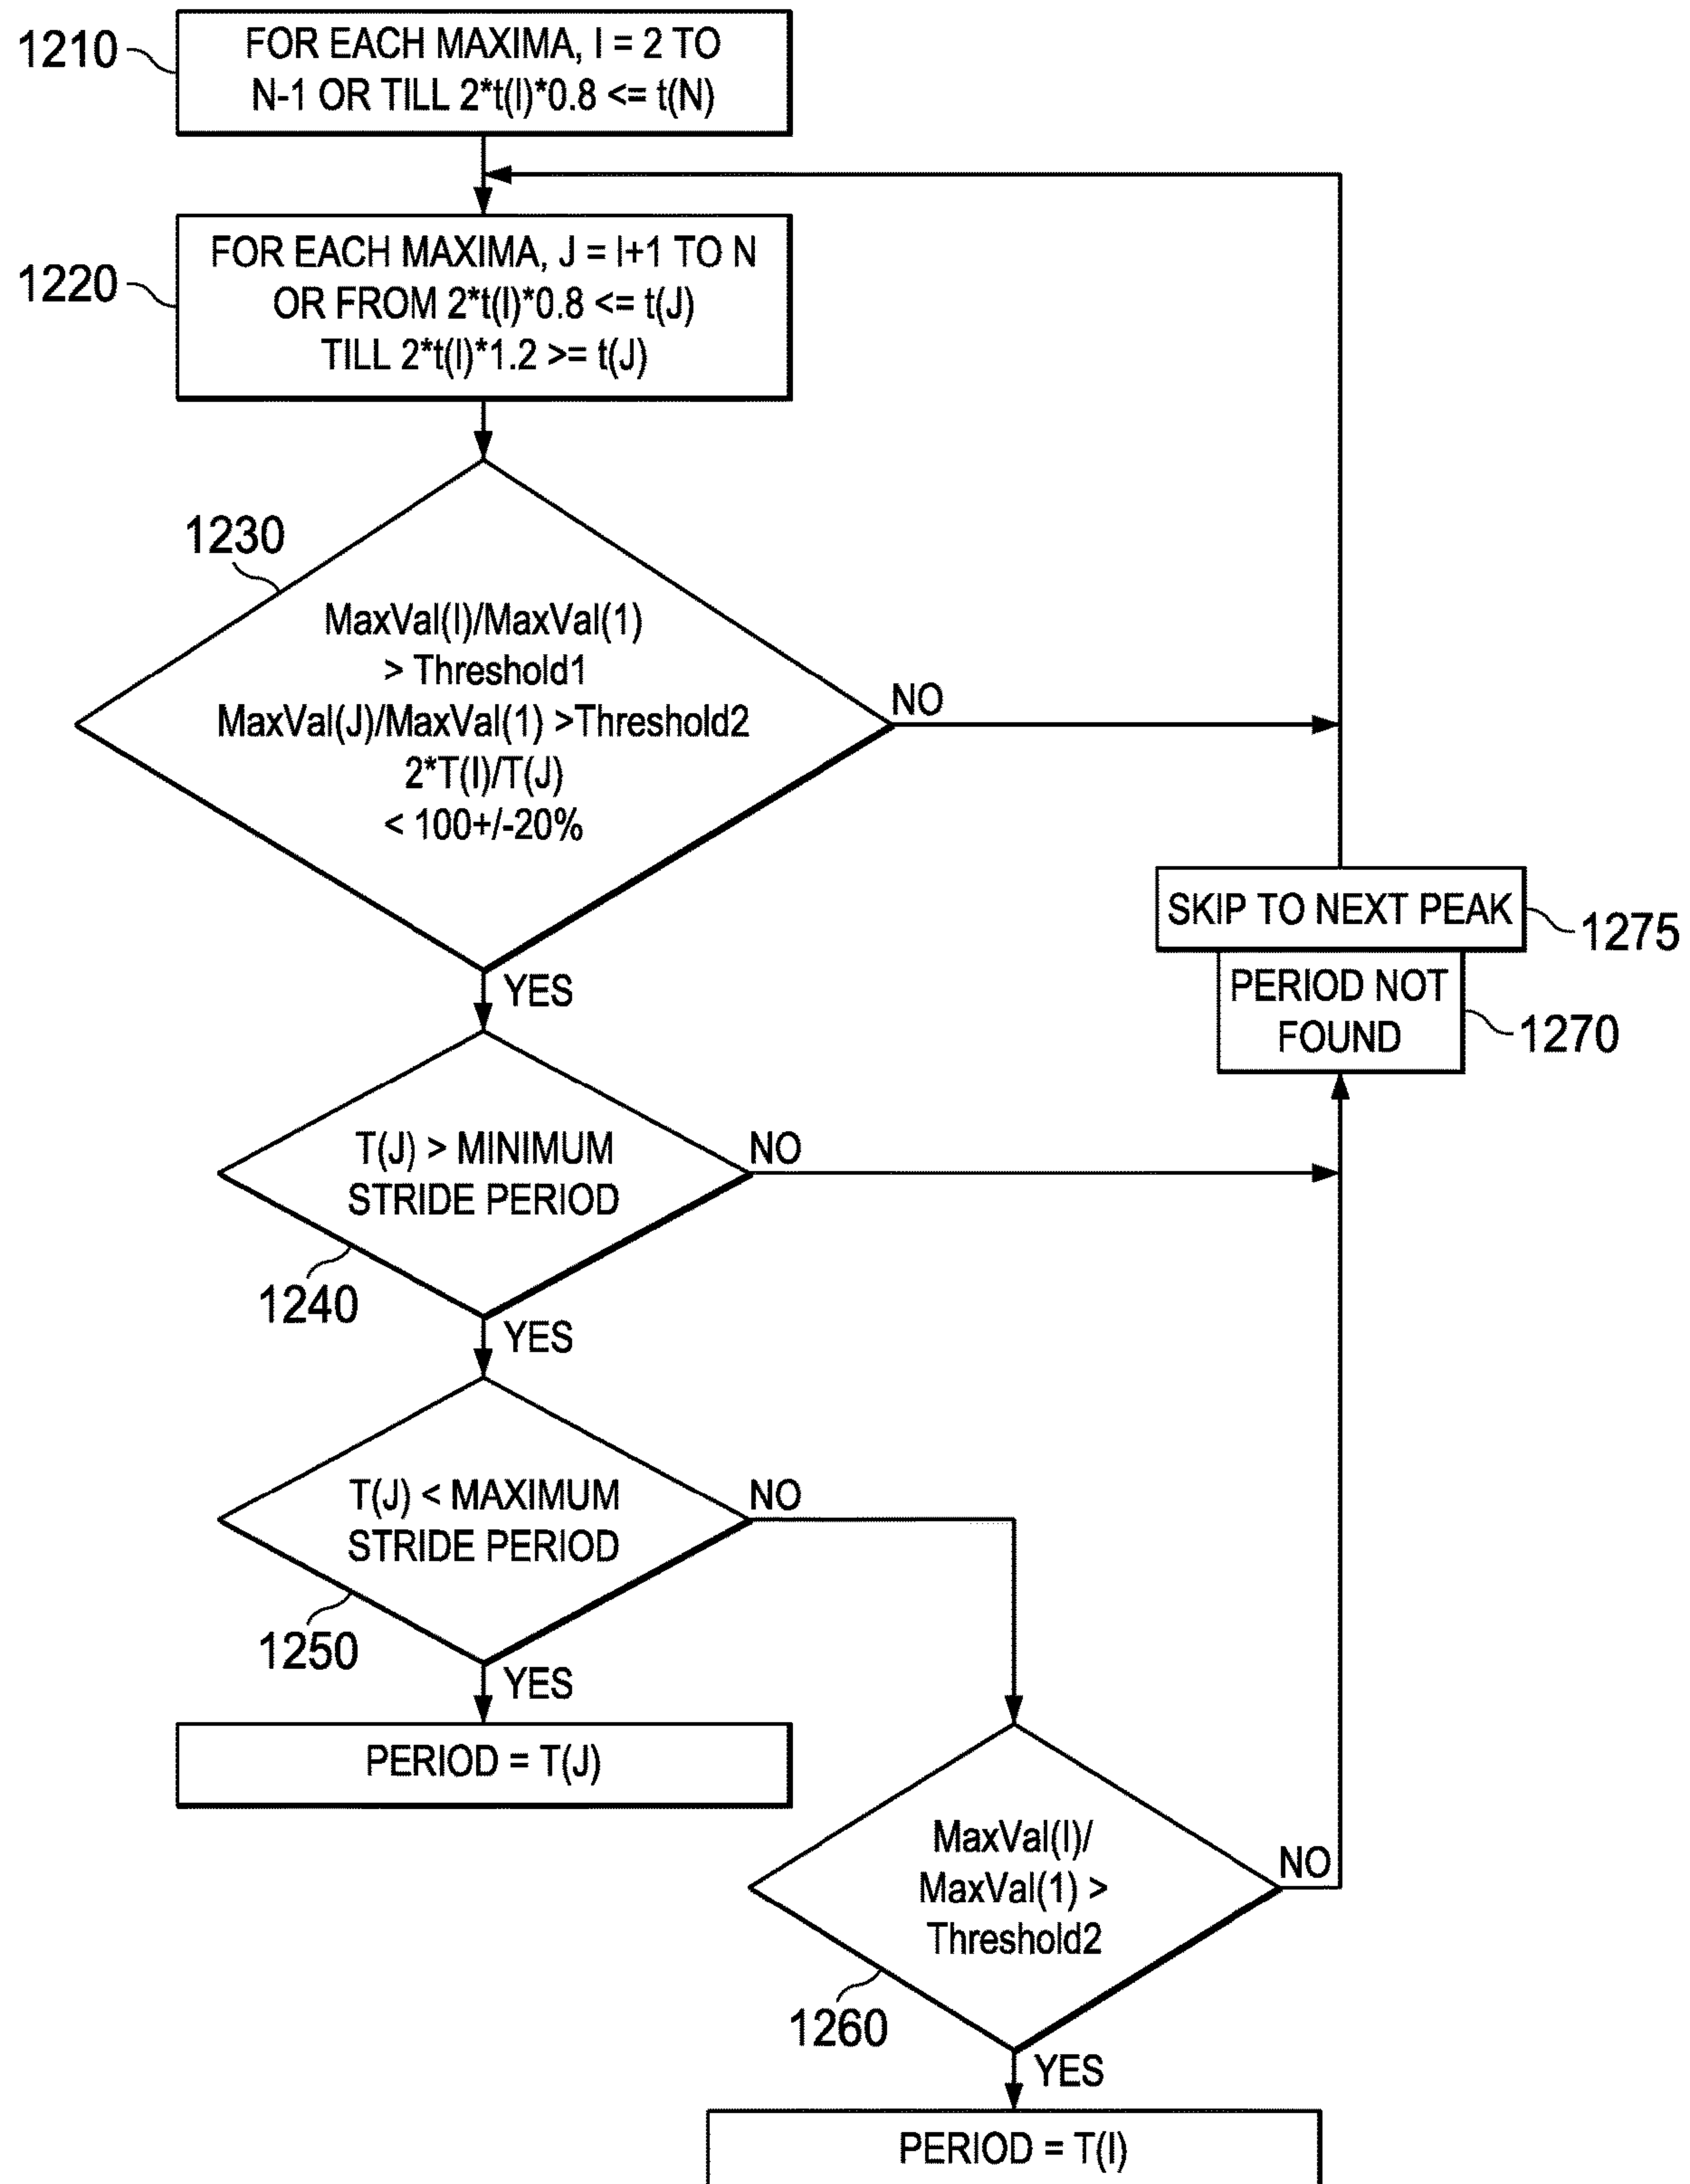 1210
FOR EACH MAXIMA, I = 2 TO
N-1 OR TILL 2*t(I)*0.8 <= t(N)
1220
FOR EACH MAXIMA, J = I+1 TO N
OR FROM 2*t(I)*0.8 <= t(J)
TILL 2*t(I)*1.2 >= t(J)
1230
MaxVal(I)/MaxVal(1)
> Threshold1
MaxVal(J)/MaxVal(1) >Threshold2
2*T(I)/T(J)
< 100+/-20%
NO
YES
SKIP TO NEXT PEAK
1275
PERIOD NOT
FOUND
1270
T(J) > MINIMUM
STRIDE PERIOD
NO
1240
YES
T(J) < MAXIMUM
STRIDE PERIOD
NO
1250
YES
PERIOD = T(J)
MaxVal(I)/
MaxVal(1) >
Threshold2
NO
1260
YES
PERIOD = T(I)